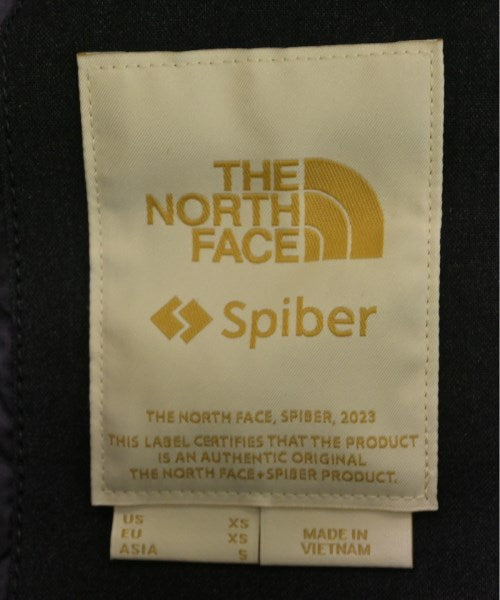 THE
NORTH
FACE
Spiber
THE NORTH FACE, SPIBER, 2023
THIS LABEL CERTIFIES THAT THE PRODUCT
IS AN AUTHENTIC ORIGINAL
THE NORTH FACE+SPIBER PRODUCT.
US XS
EU XS
ASIA S
MADE IN
VIETNAM